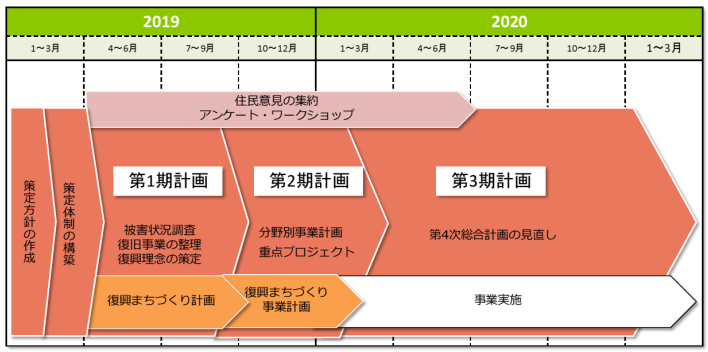 2019
2020
1～3月
4～6月
7～9月
10～12月
1～3月
4～6月
7～9月
10～12月
1～3月
住民意見の集約
アンケート・ワークショップ
策定方針の作成
策定体制の構築
第1期計画
被害状況調査
復旧事業の整理
復興理念の策定
第2期計画
分野別事業計画
重点プロジェクト
第3期計画
第4次総合計画の見直し
復興まちづくり計画
復興まちづくり
事業計画
事業実施